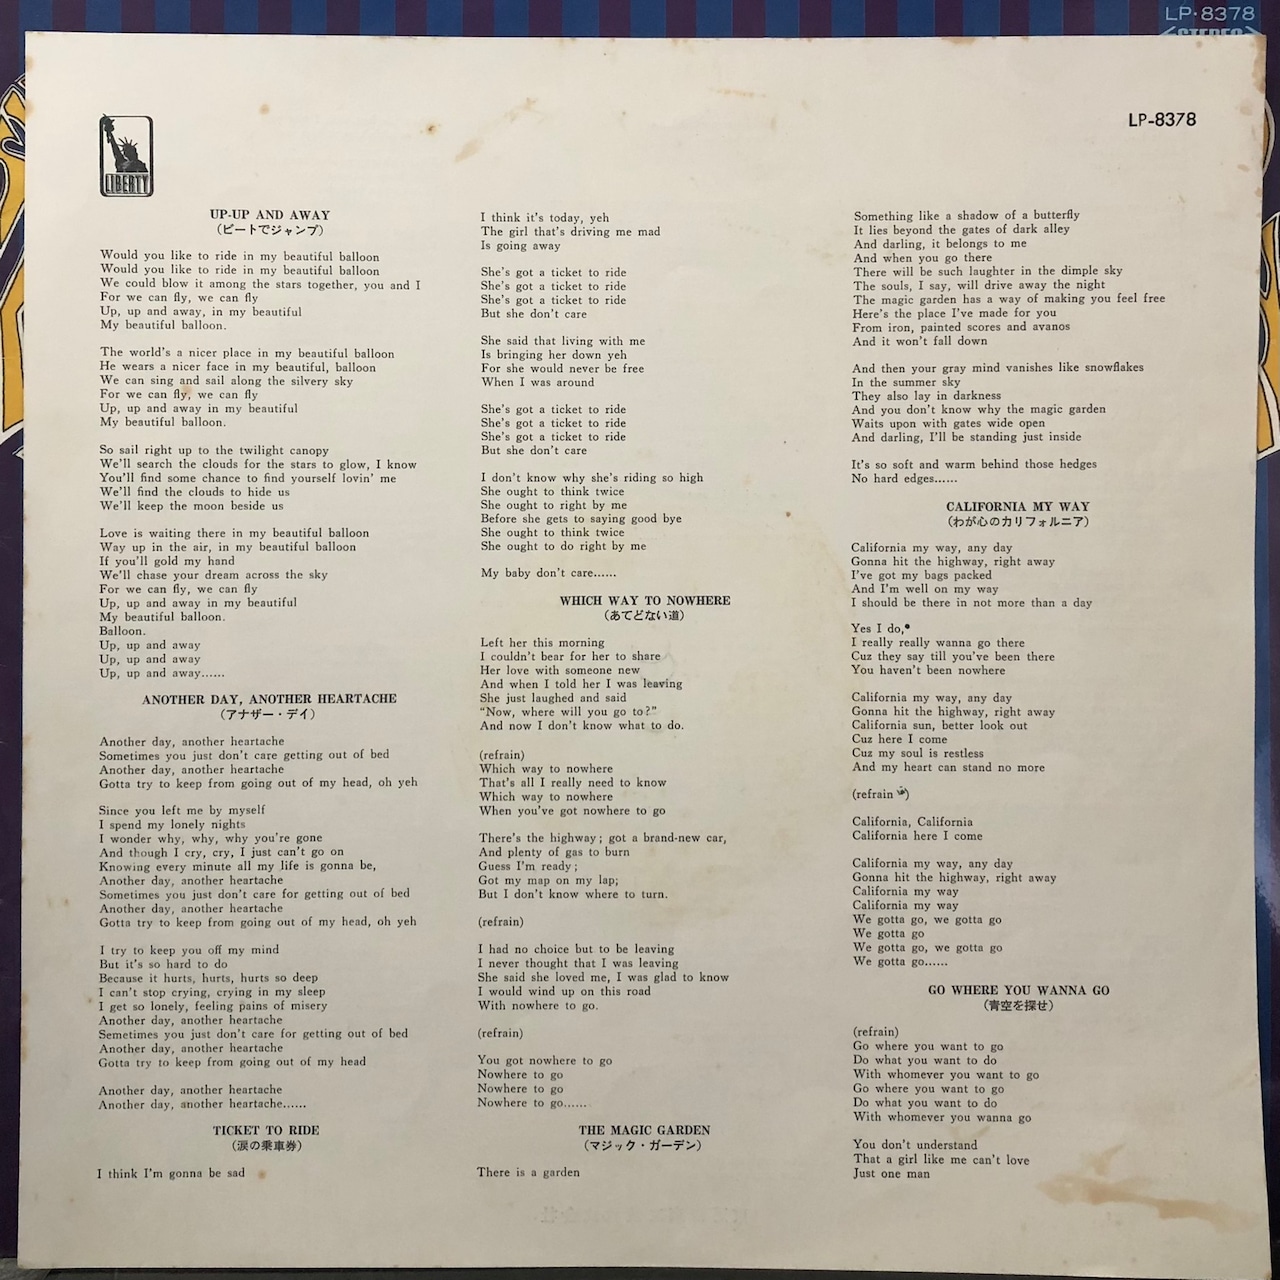 LP-8378
STEREO
LP-8378
LIBERTY
UP-UP AND AWAY
(ビートでジャンプ)
Would you like to ride in my beautiful balloon
Would you like to ride in my beautiful balloon
We could blow it among the stars together, you and I
For we can fly, we can fly
Up, up and away, in my beautiful
My beautiful balloon.
The world's a nicer place in my beautiful balloon
He wears a nicer face in my beautiful, balloon
We can sing and sail along the silvery sky
For we can fly, we can fly
Up, up and away in my beautiful
My beautiful balloon.
So sail right up to the twilight canopy
We'll search the clouds for the stars to glow, I know
You'll find some chance to find yourself lovin' me
We'll find the clouds to hide us
We'll keep the moon beside us
Love is waiting there in my beautiful balloon
Way up in the air, in my beautiful balloon
If you'll gold my hand
We'll chase your dream across the sky
For we can fly, we can fly
Up, up and away in my beautiful
My beautiful balloon.
Balloon.
Up, up and away
Up, up and away
Up, up and away......
ANOTHER DAY, ANOTHER HEARTACHE
(アナザー・デイ)
Another day, another heartache
Sometimes you just don't care getting out of bed
Another day, another heartache
Gotta try to keep from going out of my head, oh yeh
Since you left me by myself
I spend my lonely nights
I wonder why, why, why you're gone
And though I cry, cry, I just can't go on
Knowing every minute all my life is gonna be,
Another day, another heartache
Sometimes you just don't care for getting out of bed
Another day, another heartache
Gotta try to keep from going out of my head, oh yeh
I try to keep you off my mind
But it's so hard to do
Because it hurts, hurts, hurts so deep
I can't stop crying, crying in my sleep
I get so lonely, feeling pains of misery
Another day, another heartache
Semetimes you just don't care for getting out of bed
Another day, another heartache
Gotta try to keep from going out of my head
Another day, another heartache
Another day, another heartache......
TICKET TO RIDE
(涙の乗車券)
I think I'm gonna be sad
I think it's today, yeh
The girl that's driving me mad
Is going away
She's got a ticket to ride
She's got a ticket to ride
She's got a ticket to ride
But she don't care
She said that living with me
Is bringing her down yeh
For she would never be free
When I was around
She's got a ticket to ride
She's got a ticket to ride
She's got a ticket to ride
But she don't care
I don't know why she's riding so high
She ought to think twice
She ought to right by me
Before she gets to saying good bye
She ought to think twice
She ought to do right by me
My baby don't care......
WHICH WAY TO NOWHERE
(あてどない道)
Left her this morning
I couldn't bear for her to share
Her love with someone new
And when I told her I was leaving
She just laughed and said
“Now, where will you go to?”
And now I don't know what to do.
(refrain)
Which way to nowhere
That's all I really need to know
Which way to nowhere
When you've got nowhere to go
There's the highway; got a brand-new car,
And plenty of gas to burn
Guess I'm ready;
Got my map on my lap;
But I don't know where to turn.
(refrain)
I had no choice but to be leaving
I never thought that I was leaving
She said she loved me, I was glad to know
I would wind up on this road
With nowhere to go.
(refrain)
You got nowhere to go
Nowhere to go
Nowhere to go
Nowhere to go......
THE MAGIC GARDEN
(マジック・ガーデン)
There is a garden
Something like a shadow of a butterfly
It lies beyond the gates of dark alley
And darling, it belongs to me
And when you go there
There will be such laughter in the dimple sky
The souls, I say, will drive away the night
The magic garden has a way of making you feel free
Here's the place I've made for you
From iron, painted scores and avanos
And it won't fall down
And then your gray mind vanishes like snowflakes
In the summer sky
They also lay in darkness
And you don't know why the magic garden
Waits upon with gates wide open
And darling, I'll be standing just inside
It's so soft and warm behind those hedges
No hard edges......
CALIFORNIA MY WAY
(わが心のカリフォルニア)
California my way, any day
Gonna hit the highway, right away
I've got my bags packed
And I'm well on my way
I should be there in not more than a day
Yes I do,*
I really really wanna go there
Cuz they say till you've been there
You haven't been nowhere
California my way, any day
Gonna hit the highway, right away
California sun, better look out
Cuz here I come
Cuz my soul is restless
And my heart can stand no more
(refrain *)
California, California
California here I come
California my way, any day
Gonna hit the highway, right away
California my way
California my way
We gotta go, we gotta go
We gotta go
We gotta go, we gotta go
We gotta go......
GO WHERE YOU WANNA GO
(青空を探せ)
(refrain)
Go where you want to go
Do what you want to do
With whomever you want to go
Go where you want to go
Do what you want to do
With whomever you wanna go
You don't understand
That a girl like me can't love
Just one man